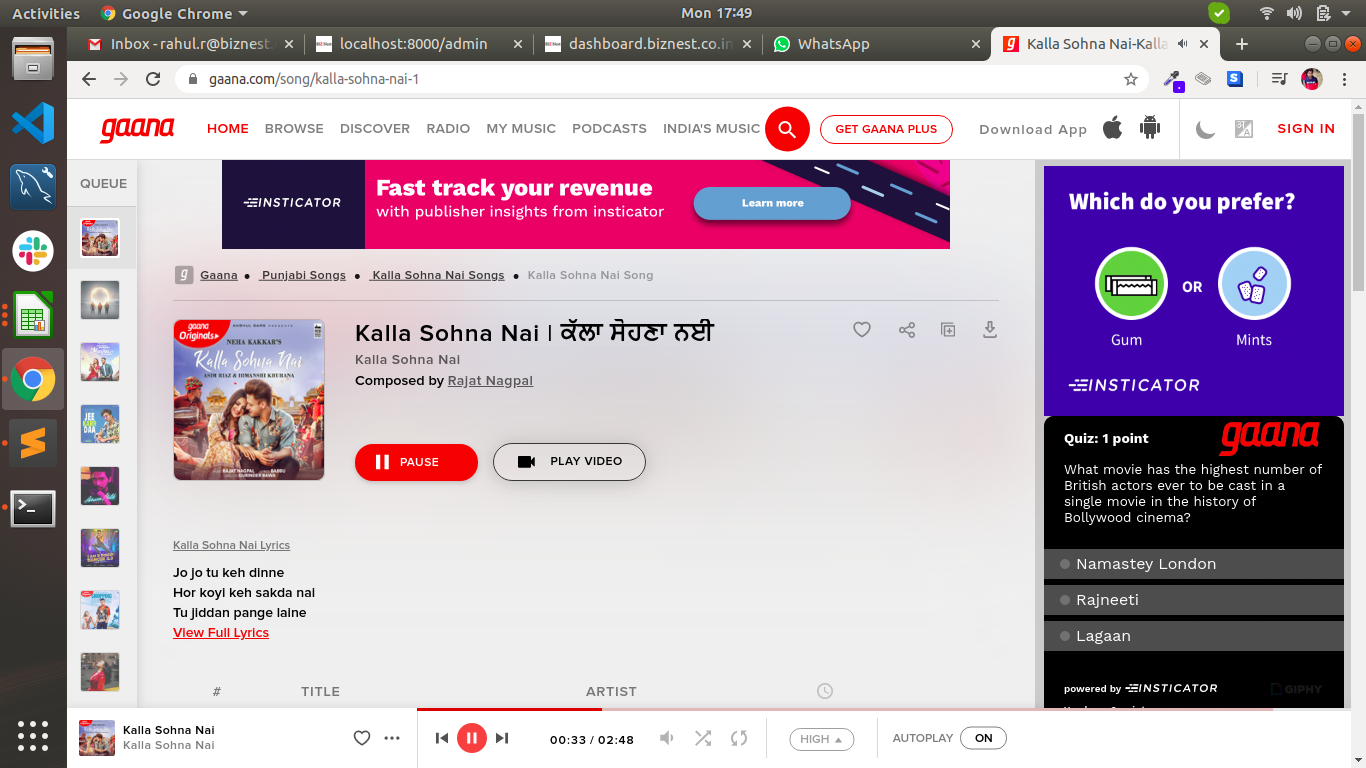 Activities
Google Chrome
Mon 17:49
Inbox - rahul.r@biznest.
localhost:8000/admin
dashboard.biznest.co.in
WhatsApp
Kalla Sohna Nai-Kalla
gaana.com/song/kalla-sohna-nai-1
gaana
HOME
BROWSE
DISCOVER
RADIO
MY MUSIC
PODCASTS
INDIA'S MUSIC
GET GAANA PLUS
Download App
SIGN IN
QUEUE
INSTICATOR
Fast track your revenue
with publisher insights from insticator
Learn more
Gaana • Punjabi Songs • Kalla Sohna Nai Songs • Kalla Sohna Nai Song
gaana
Originals
ANSHUL GARG PRESENTS
NEHA KAKKAR'S
Kalla Sohna Nai
ASIM RIAZ & HIMANSHI KHURANA
RAJAT NAGPAL
BABBU
GURINDER BAWA
Kalla Sohna Nai | ਕੱਲਾ ਸੋਹਣਾ ਨਈ
Kalla Sohna Nai
Composed by Rajat Nagpal
PAUSE
PLAY VIDEO
Kalla Sohna Nai Lyrics
Jo jo tu keh dinne
Hor koyi keh sakda nai
Tu jiddan pange laine
View Full Lyrics
# TITLE ARTIST
Which do you prefer?
OR
Gum
Mints
INSTICATOR
Quiz: 1 point
gaana
What movie has the highest number of
British actors ever to be cast in a
single movie in the history of
Bollywood cinema?
Namastey London
Rajneeti
Lagaan
powered by INSTICATOR
GIPHY
Kalla Sohna Nai
Kalla Sohna Nai
00:33 / 02:48
HIGH
AUTOPLAY
ON